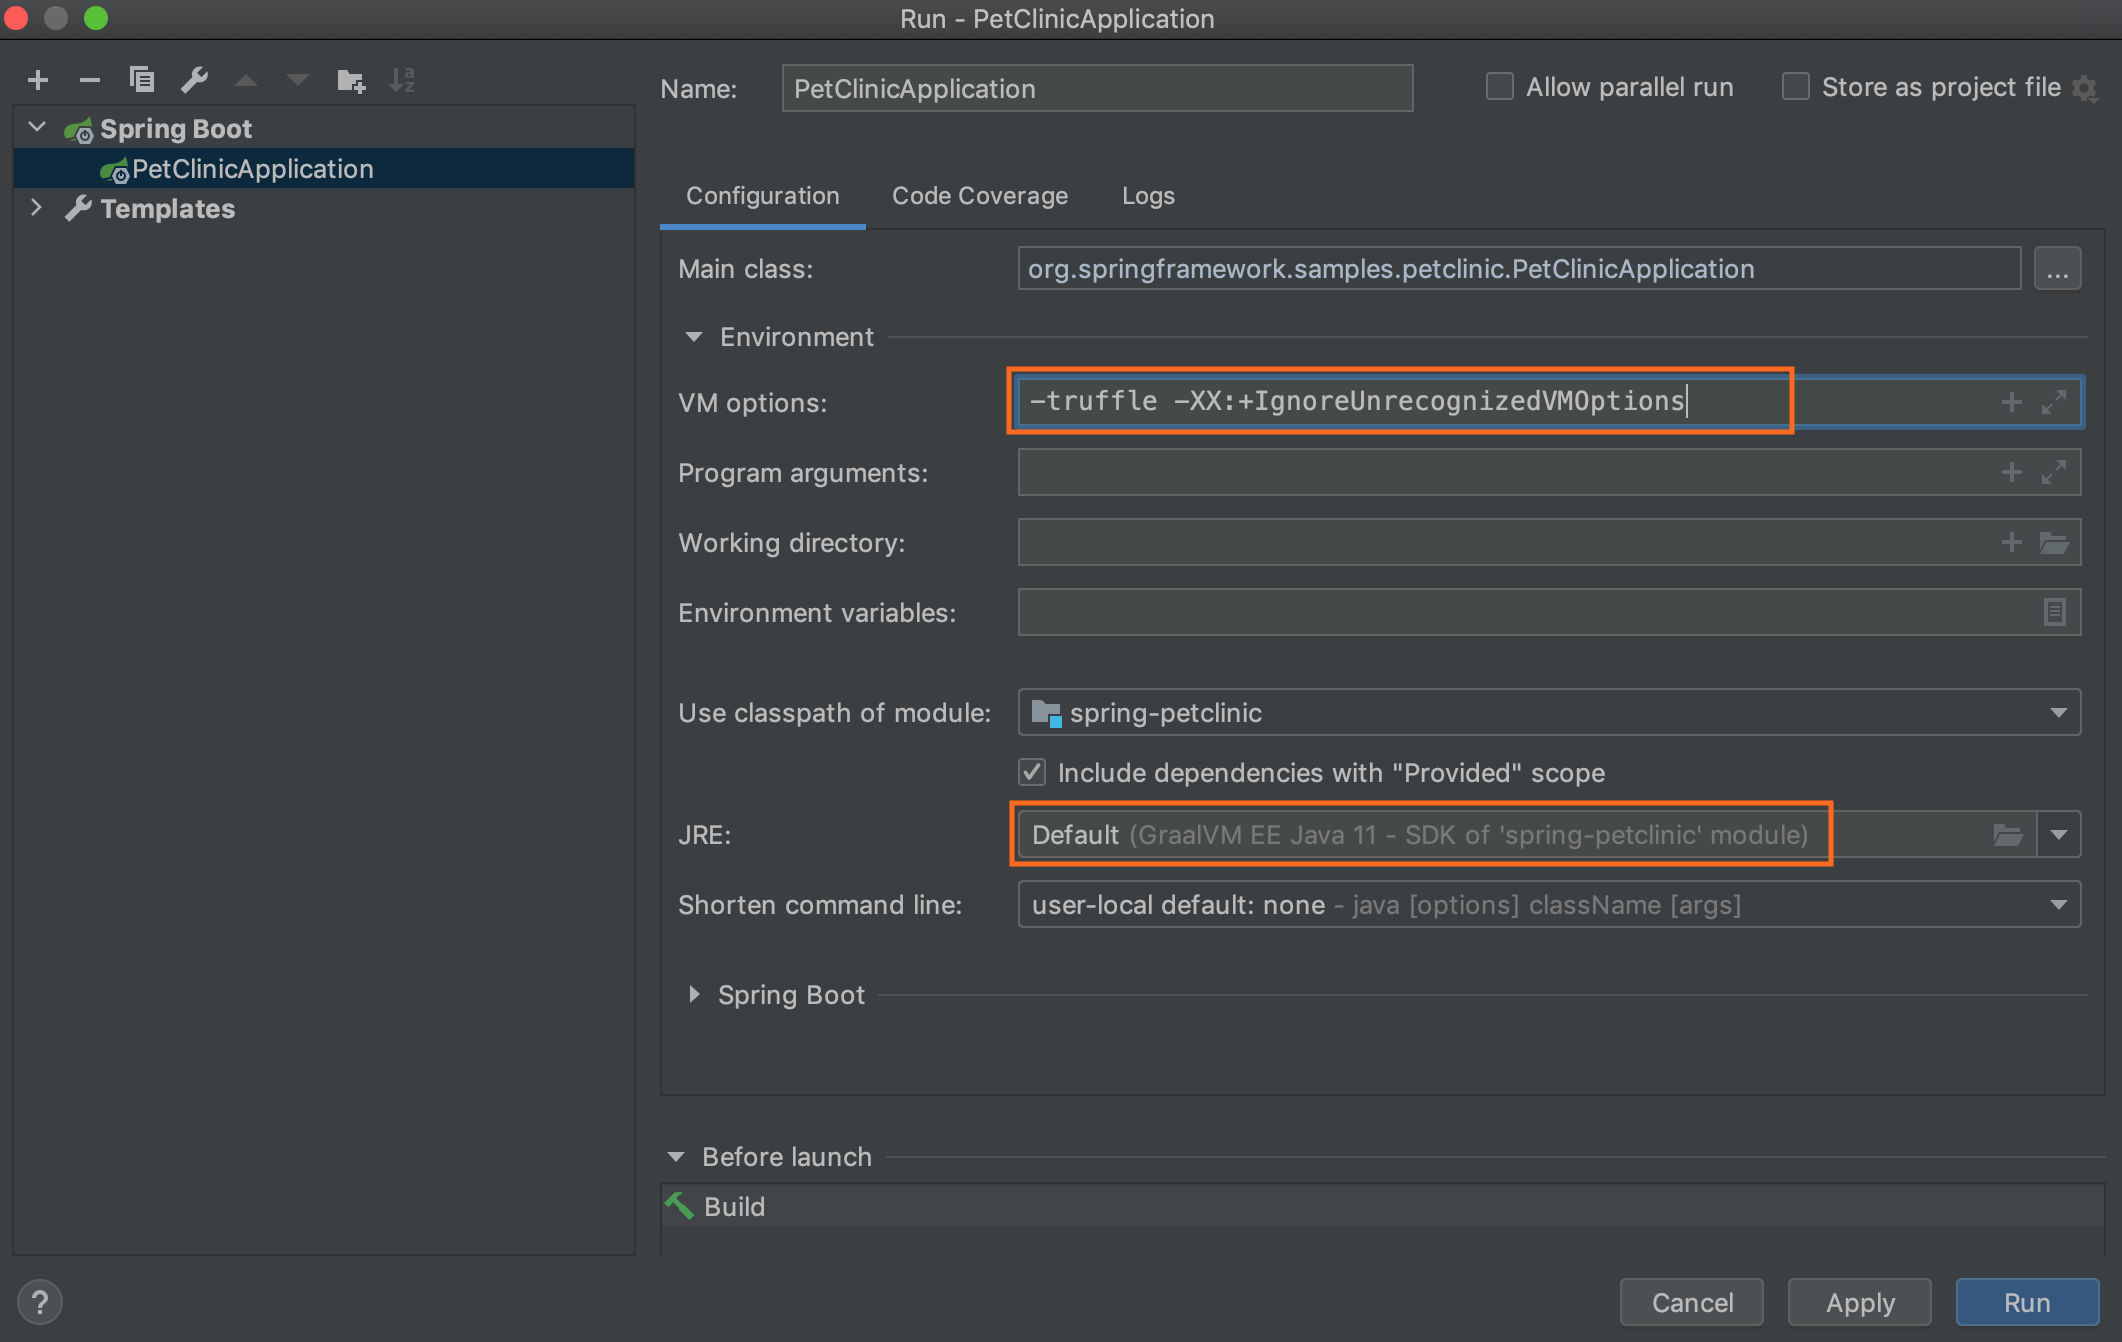 Run - PetClinicApplication
Name: PetClinicApplication Allow parallel run Store as project file
Spring Boot
PetClinicApplication
Templates
Configuration Code Coverage Logs
Main class: org.springframework.samples.petclinic.PetClinicApplication ...
Environment
VM options: -truffle -XX:+IgnoreUnrecognizedVMOptions
Program arguments:
Working directory:
Environment variables:
Use classpath of module: spring-petclinic
Include dependencies with "Provided" scope
JRE: Default (GraalVM EE Java 11 - SDK of 'spring-petclinic' module)
Shorten command line: user-local default: none - java [options] className [args]
Spring Boot
Before launch
Build
? Cancel Apply Run